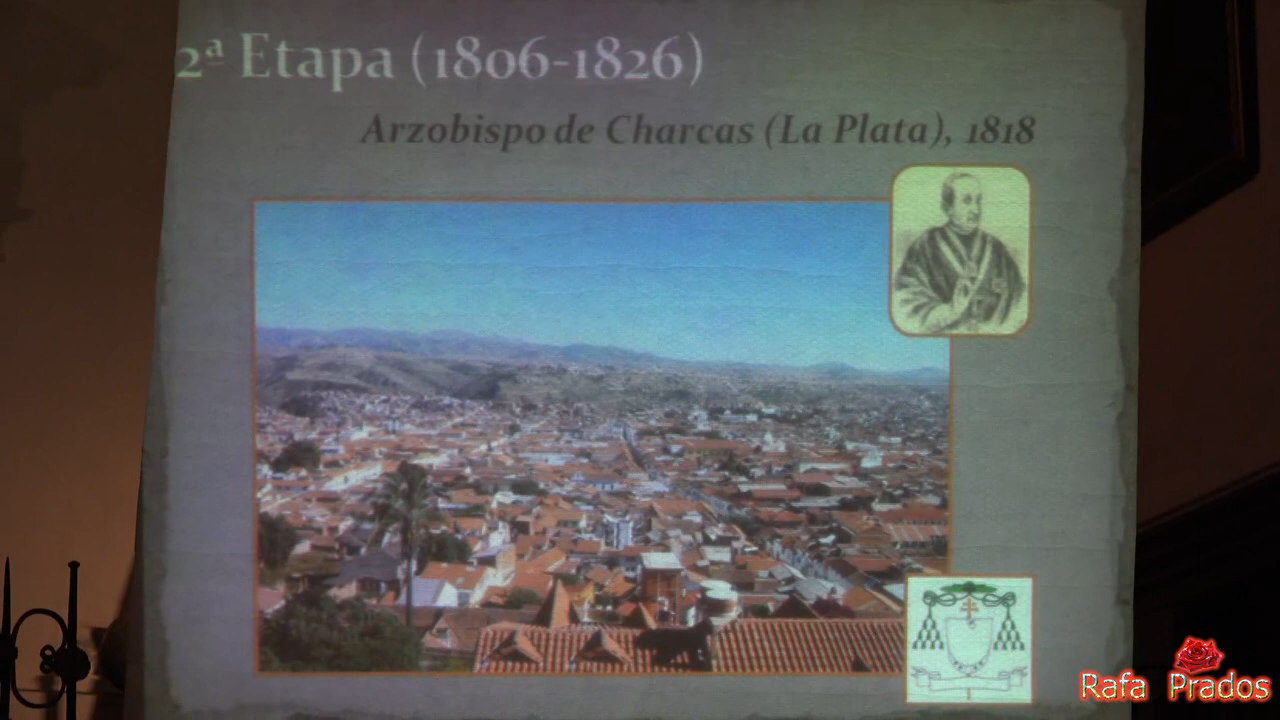 2ª Etapa (1806-1826)
Arzobispo de Charcas (La Plata), 1818
Rafa Prados